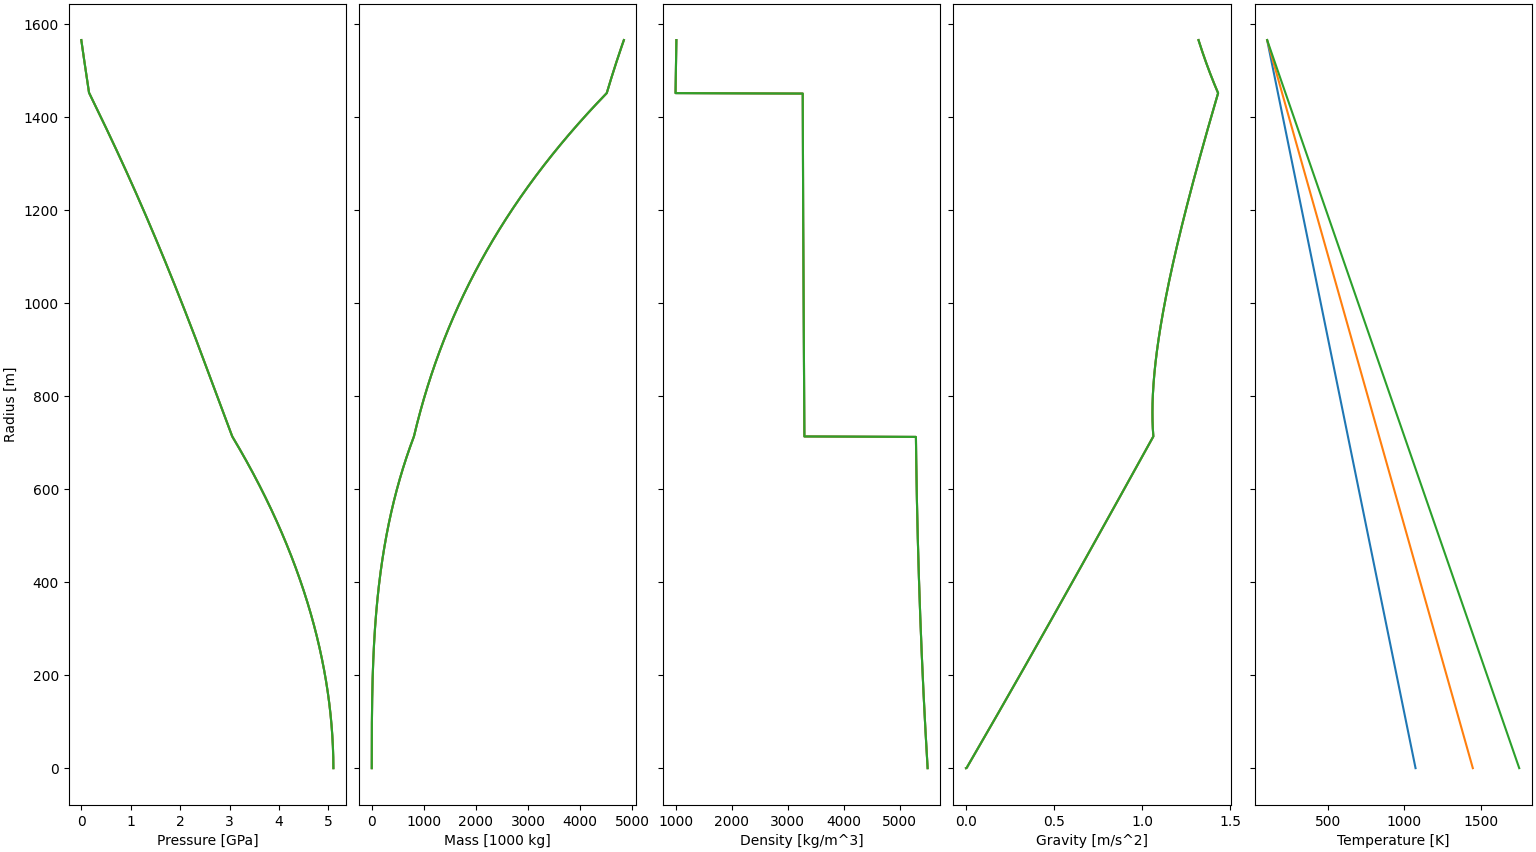 Radius [m]
1600
1400
1200
1000
800
600
400
200
0
0 1 2 3 4 5
Pressure [GPa]
0 1000 2000 3000 4000 5000
Mass [1000 kg]
1000 2000 3000 4000 5000
Density [kg/m^3]
0.0 0.5 1.0 1.5
Gravity [m/s^2]
500 1000 1500
Temperature [K]